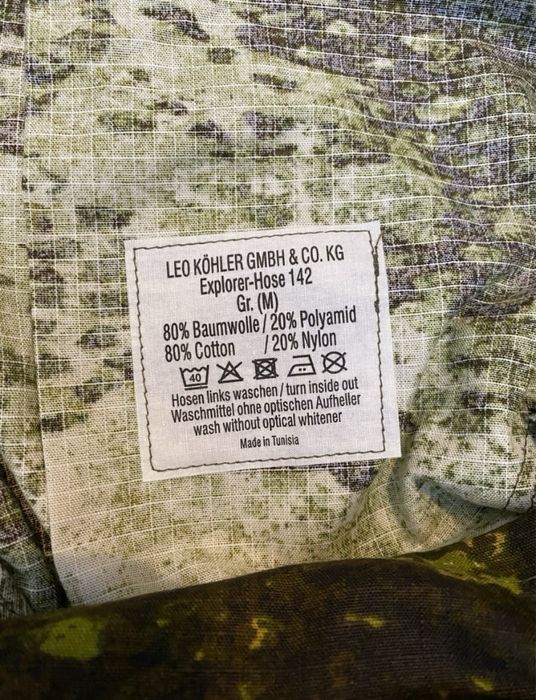 LEO KÖHLER GMBH & CO. KG
Explorer-Hose 142
Gr. (M)
80% Baumwolle / 20% Polyamid
80% Cotton / 20% Nylon
40
Hosen links waschen / turn inside out
Waschmittel ohne optischen Aufheller
wash without optical whitener
Made in Tunisia